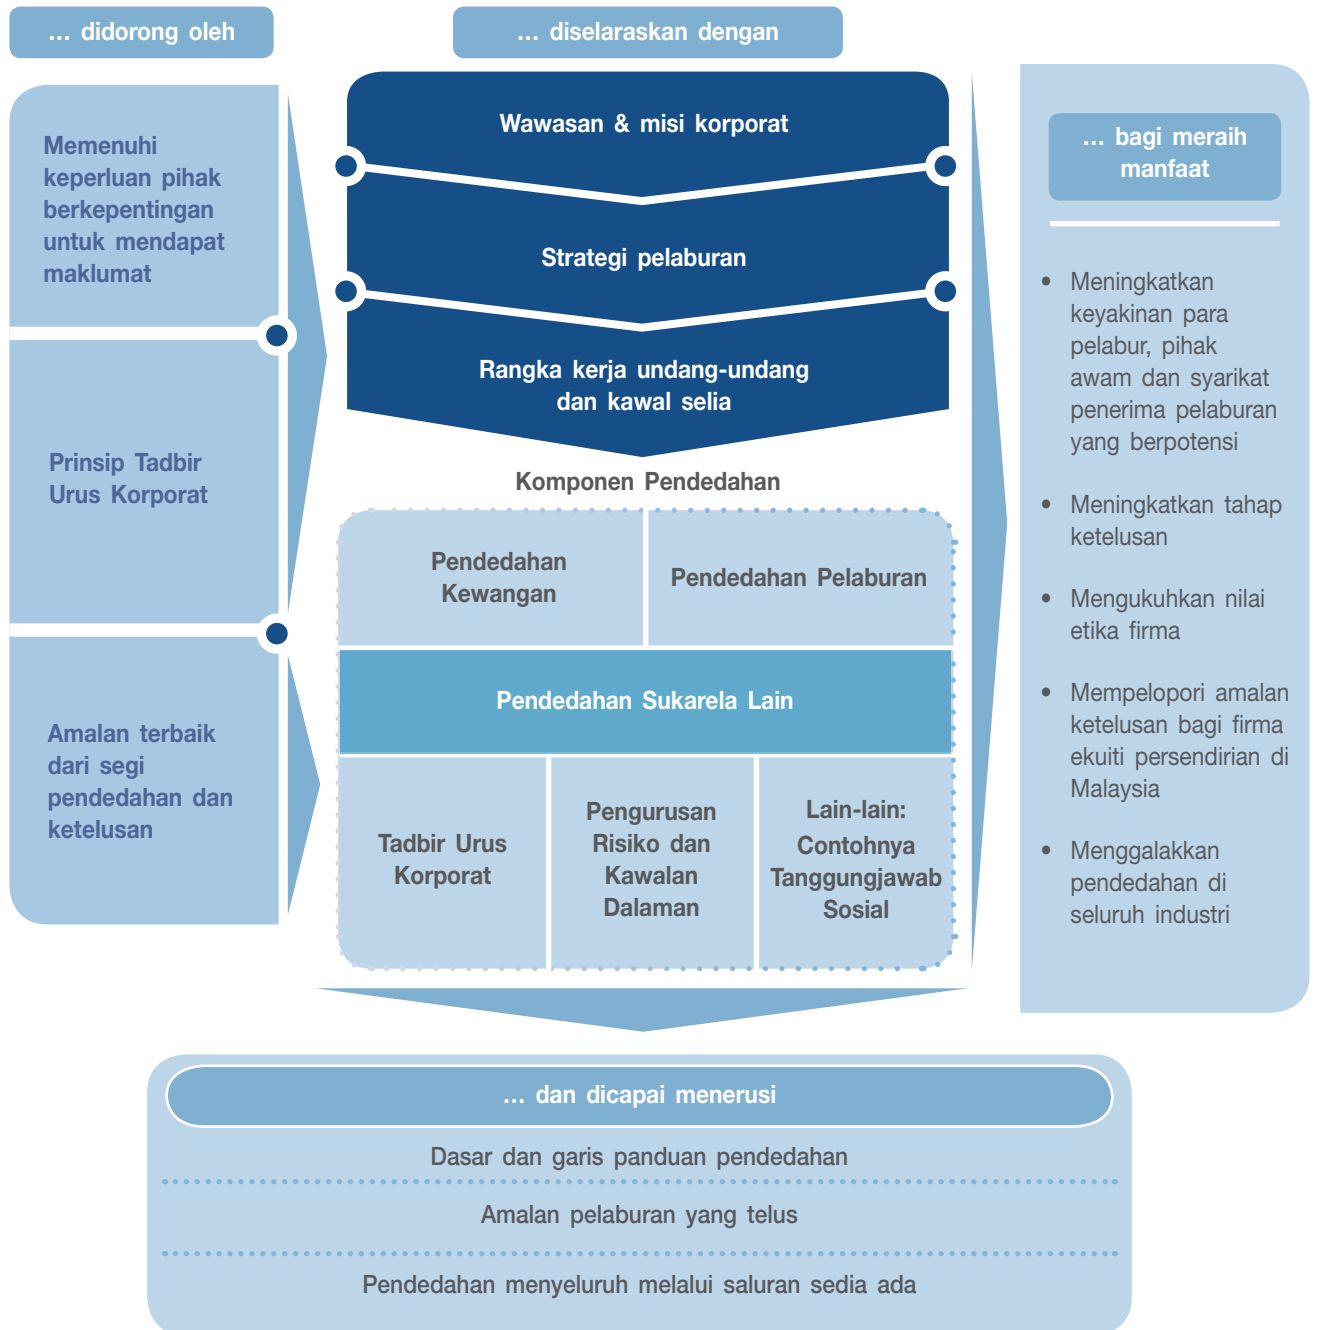 ... didorong oleh
Memenuhi
keperluan pihak
berkepentingan
untuk mendapat
maklumat
Prinsip Tadbir
Urus Korporat
Amalan terbaik
dari segi
pendedahan dan
ketelusan
... diselaraskan dengan
Wawasan & misi korporat
Strategi pelaburan
Rangka kerja undang-undang
dan kawal selia
Komponen Pendedahan
Pendedahan
Kewangan
Pendedahan Pelaburan
Pendedahan Sukarela Lain
Tadbir Urus
Korporat
Pengurusan
Risiko dan
Kawalan
Dalaman
Lain-lain:
Contohnya
Tanggungjawab
Sosial
... bagi meraih
manfaat
• Meningkatkan
keyakinan para
pelabur, pihak
awam dan syarikat
penerima pelaburan
yang berpotensi
• Meningkatkan tahap
ketelusan
• Mengukuhkan nilai
etika firma
• Mempelopori amalan
ketelusan bagi firma
ekuiti persendirian di
Malaysia
• Menggalakkan
pendedahan di
seluruh industri
... dan dicapai menerusi
Dasar dan garis panduan pendedahan
Amalan pelaburan yang telus
Pendedahan menyeluruh melalui saluran sedia ada